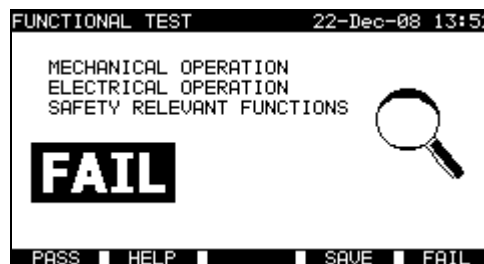 FUNCTIONAL TEST 22-Dec-08 13:5
MECHANICAL OPERATION
ELECTRICAL OPERATION
SAFETY RELEVANT FUNCTIONS
FAIL
PASS HELP SAVE FAIL